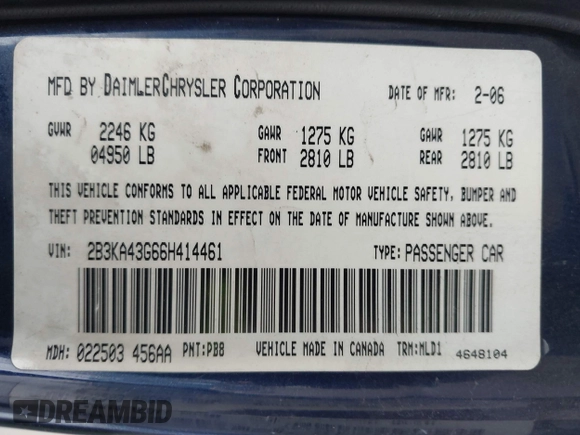 MFD BY DAIMLERCHRYSLER CORPORATION DATE OF MFR: 2-06
GVWR 2246 KG GAWR 1275 KG GAWR 1275 KG
04950 LB FRONT 2810 LB REAR 2810 LB
THIS VEHICLE CONFORMS TO ALL APPLICABLE FEDERAL MOTOR VEHICLE SAFETY, BUMPER AND
THEFT PREVENTION STANDARDS IN EFFECT ON THE DATE OF MANUFACTURE SHOWN ABOVE.
VIN: 2B3KA43G66H414461 TYPE: PASSENGER CAR
MDH: 022503 456AA PNT: PB8 VEHICLE MADE IN CANADA TRM: MLD1 4648104
DREAMBID